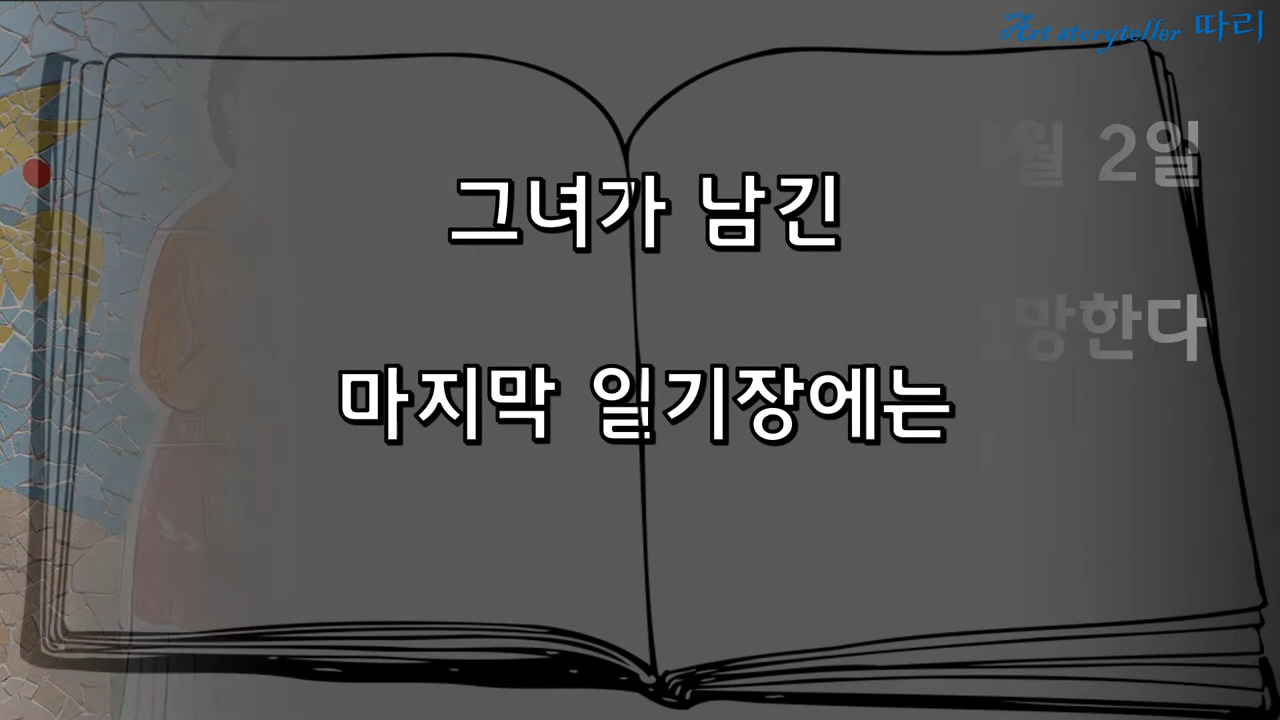 Art storyteller 따리
월 2일
그녀가 남긴
망한다
마지막 일기장에는